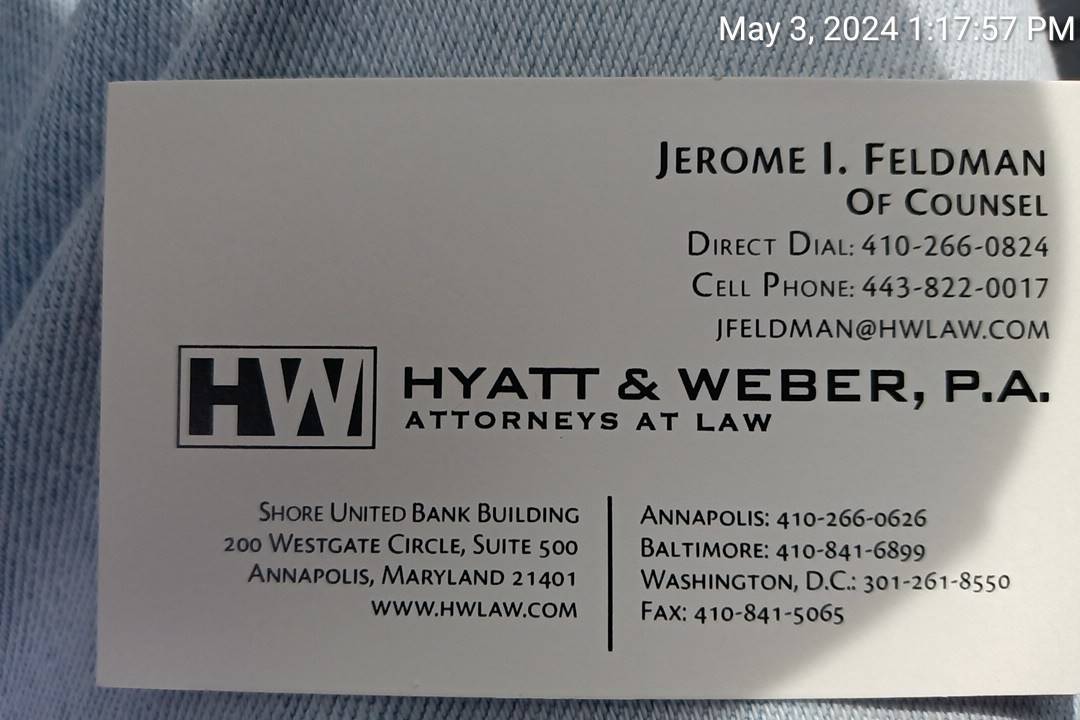 May 3, 2024 1:17:57 PM
JEROME I. FELDMAN
OF COUNSEL
DIRECT DIAL: 410-266-0824
CELL PHONE: 443-822-0017
JFELDMAN@HWLAW.COM
HW
HYATT & WEBER, P.A.
ATTORNEYS AT LAW
SHORE UNITED BANK BUILDING
200 WESTGATE CIRCLE, SUITE 500
ANNAPOLIS, MARYLAND 21401
WWW.HWLAW.COM
ANNAPOLIS: 410-266-0626
BALTIMORE: 410-841-6899
WASHINGTON, D.C.: 301-261-8550
FAX: 410-841-5065